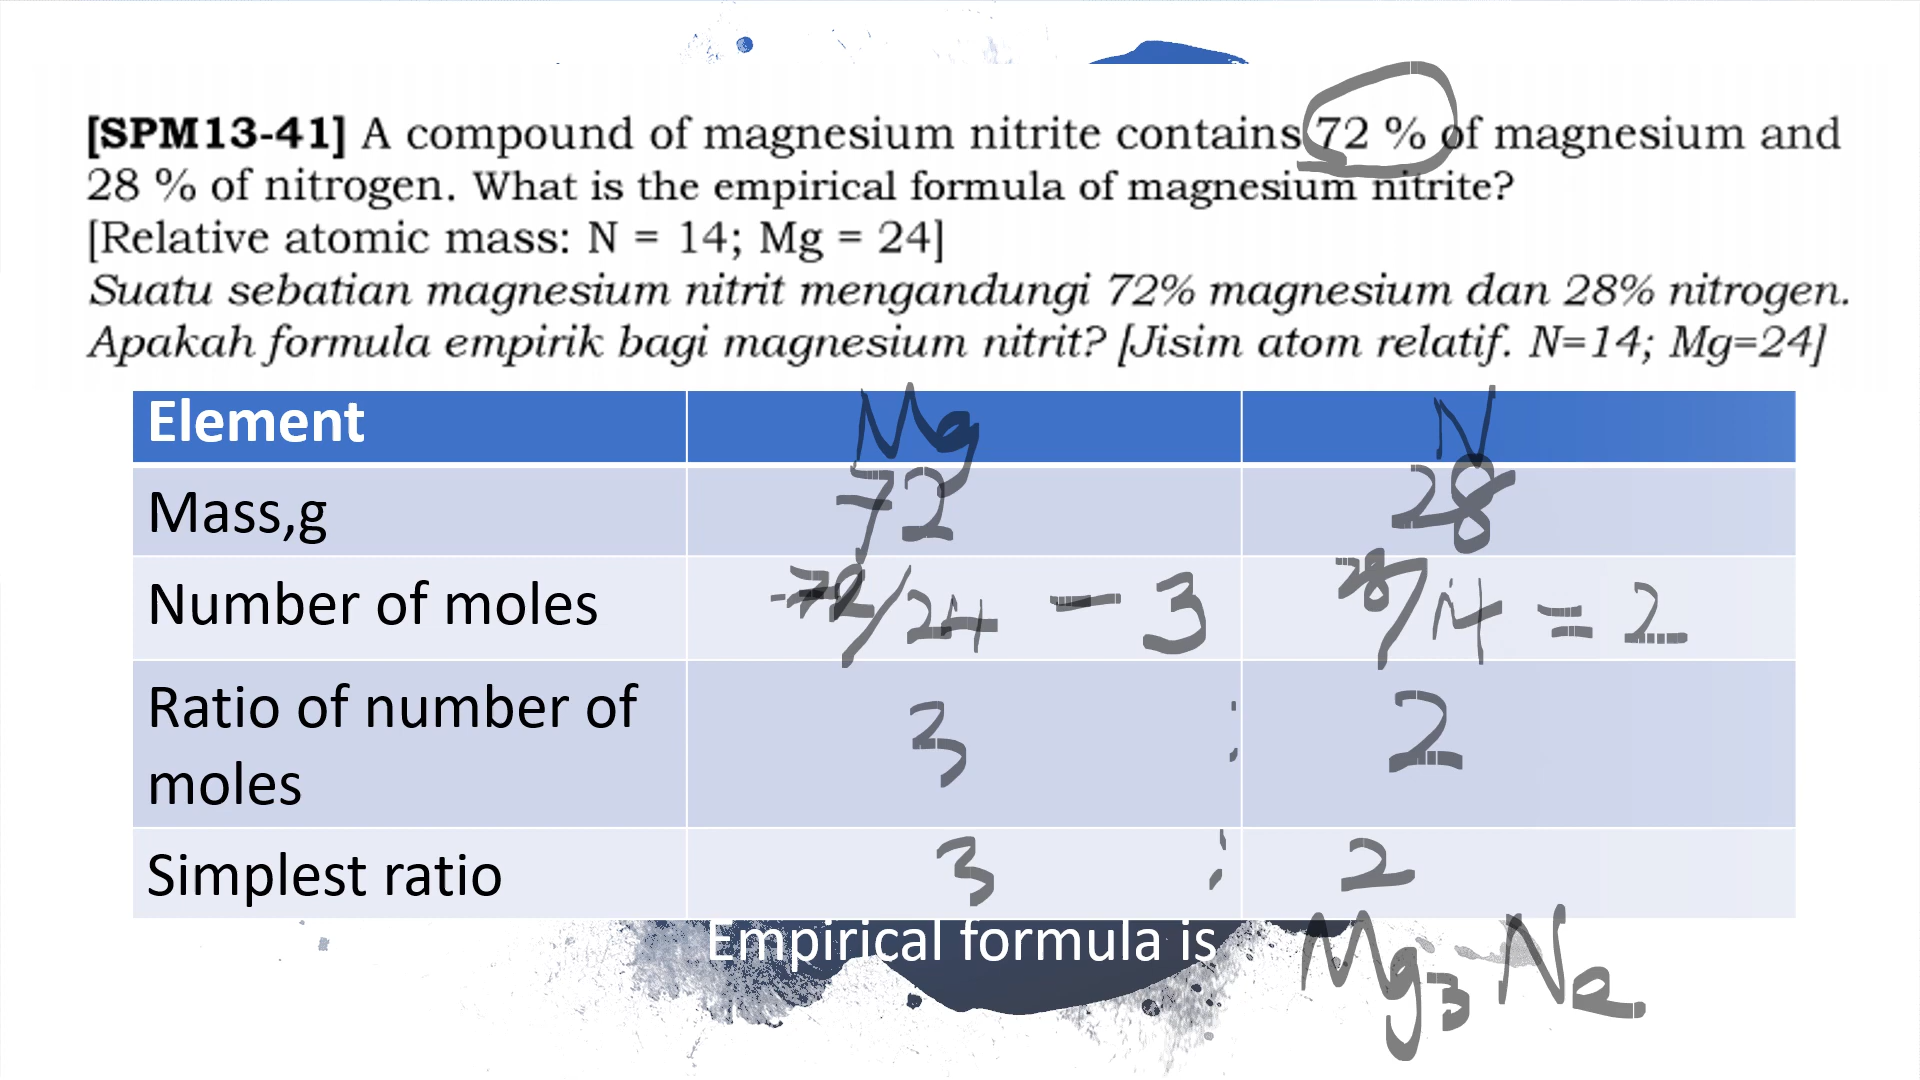 [SPM13-41] A compound of magnesium nitrite contains 72 % of magnesium and
28 % of nitrogen. What is the empirical formula of magnesium nitrite?
[Relative atomic mass: N = 14; Mg = 24]
Suatu sebatian magnesium nitrit mengandungi 72% magnesium dan 28% nitrogen.
Apakah formula empirik bagi magnesium nitrit? [Jisim atom relatif. N=14; Mg=24]
Element Mg N
Mass,g 72 28
Number of moles 72/24 = 3 28/14 = 2
Ratio of number of
moles 3 : 2
Simplest ratio 3 : 2
Empirical formula is Mg3N2